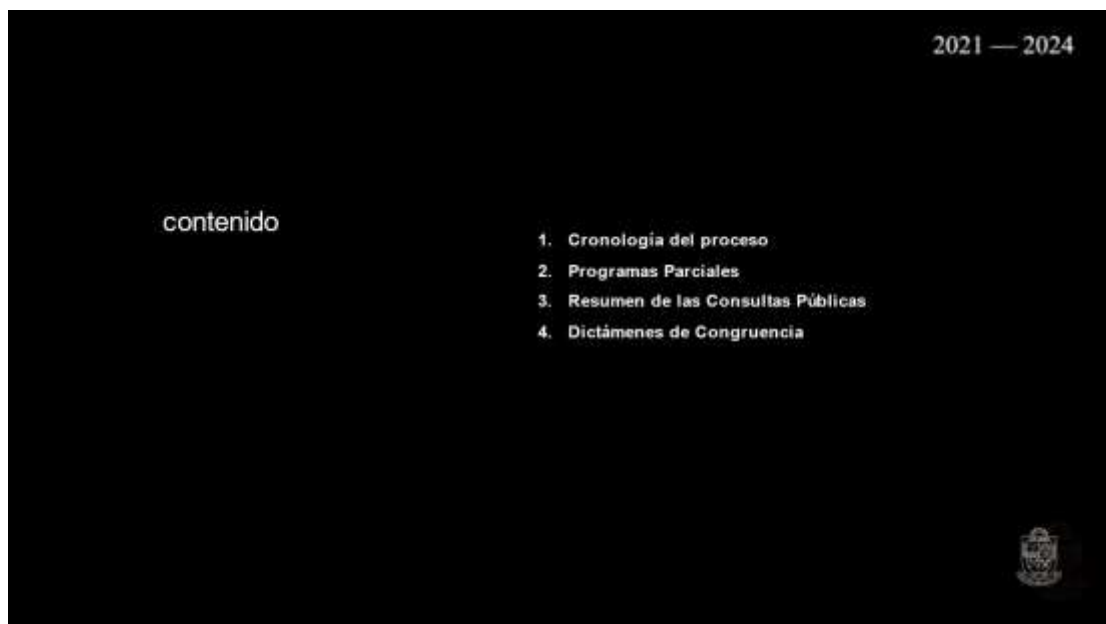 2021 — 2024
contenido
1. Cronología del proceso
2. Programas Parciales
3. Resumen de las Consultas Públicas
4. Dictámenes de Congruencia